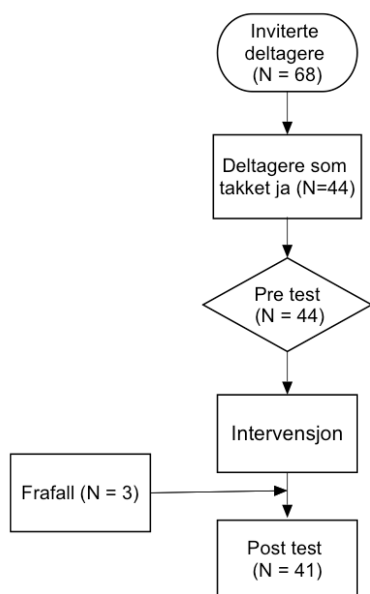 Inviterte
deltagere
(N = 68)
Deltagere som
takket ja (N=44)
Pre test
(N = 44)
Intervensjon
Frafall (N = 3)
Post test
(N = 41)